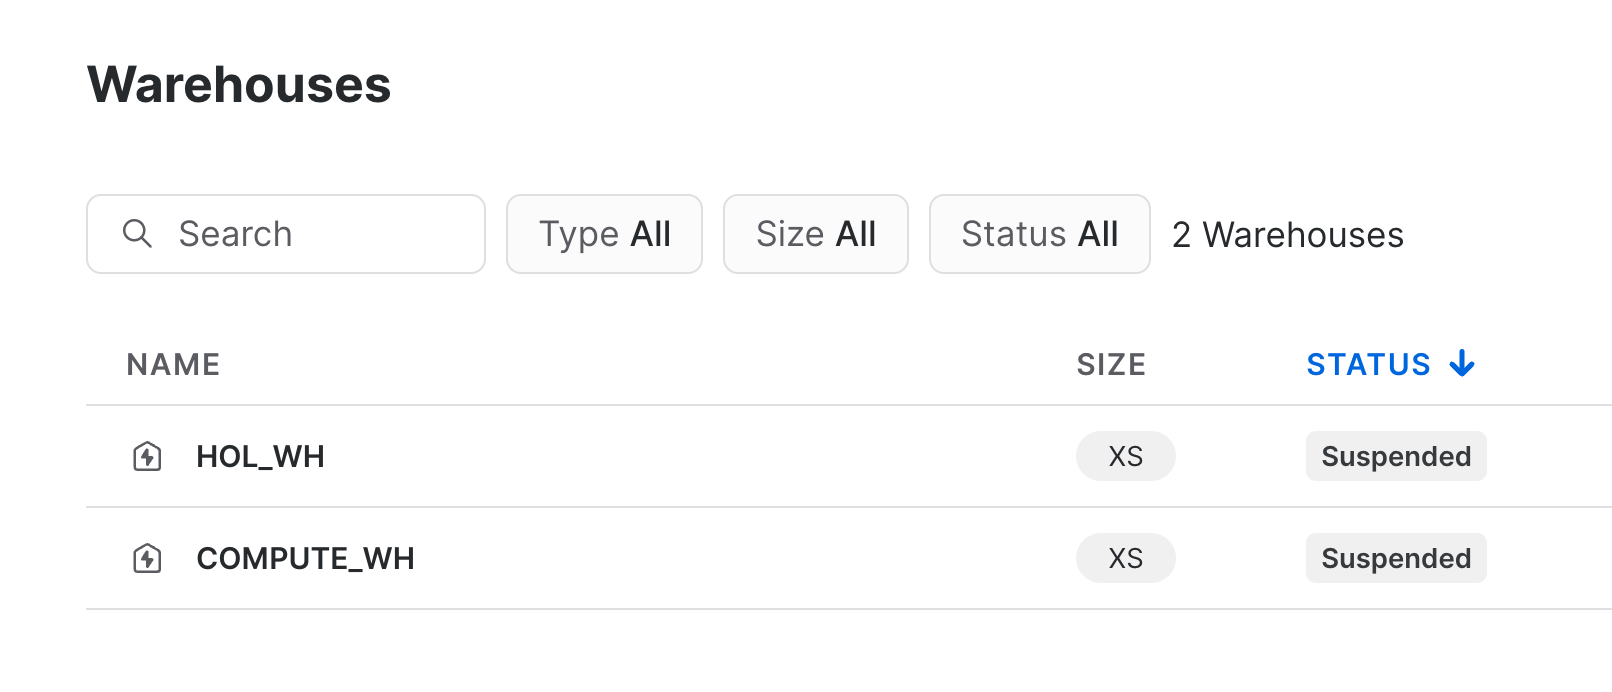 Warehouses
Search Type All Size All Status All 2 Warehouses
NAME SIZE STATUS
HOL_WH XS Suspended
COMPUTE_WH XS Suspended